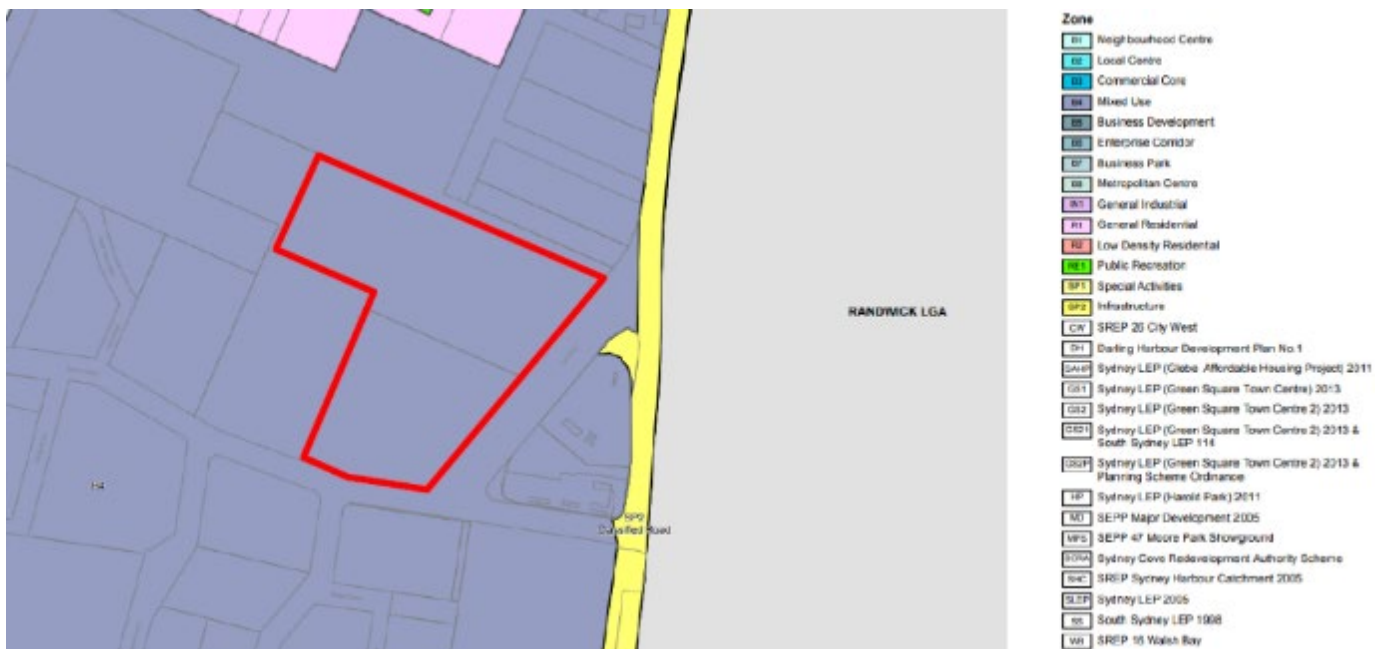 RANDWICK LGA
B4
SP2
Classified Road
Zone
B1 Neighbourhood Centre
B2 Local Centre
B3 Commercial Core
B4 Mixed Use
B5 Business Development
B6 Enterprise Corridor
B7 Business Park
B8 Metropolitan Centre
IN1 General Industrial
R1 General Residential
R2 Low Density Residential
RE1 Public Recreation
SP1 Special Activities
SP2 Infrastructure
CW SREP 26 City West
DH Darling Harbour Development Plan No.1
GAHP Sydney LEP (Glebe Affordable Housing Project) 2011
GS1 Sydney LEP (Green Square Town Centre) 2013
GS2 Sydney LEP (Green Square Town Centre 2) 2013
GS21 Sydney LEP (Green Square Town Centre 2) 2013 &
South Sydney LEP 114
GS2P Sydney LEP (Green Square Town Centre 2) 2013 &
Planning Scheme Ordinance
HP Sydney LEP (Harold Park) 2011
MD SEPP Major Development 2005
MPS SEPP 47 Moore Park Showground
SCRA Sydney Cove Redevelopment Authority Scheme
SHC SREP Sydney Harbour Catchment 2005
SLEP Sydney LEP 2005
SS South Sydney LEP 1998
WB SREP 16 Walsh Bay